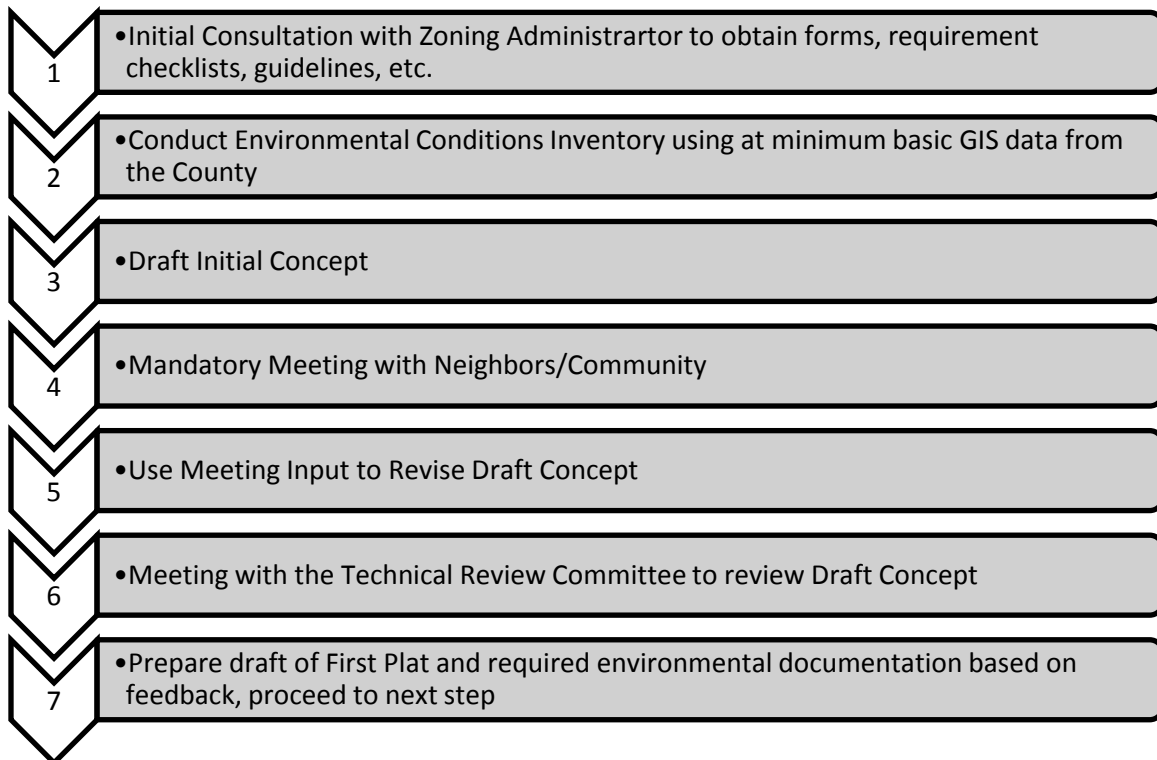 1
•Initial Consultation with Zoning Administrartor to obtain forms, requirement
checklists, guidelines, etc.
2
•Conduct Environmental Conditions Inventory using at minimum basic GIS data from
the County
3
•Draft Initial Concept
4
•Mandatory Meeting with Neighbors/Community
5
•Use Meeting Input to Revise Draft Concept
6
•Meeting with the Technical Review Committee to review Draft Concept
7
•Prepare draft of First Plat and required environmental documentation based on
feedback, proceed to next step